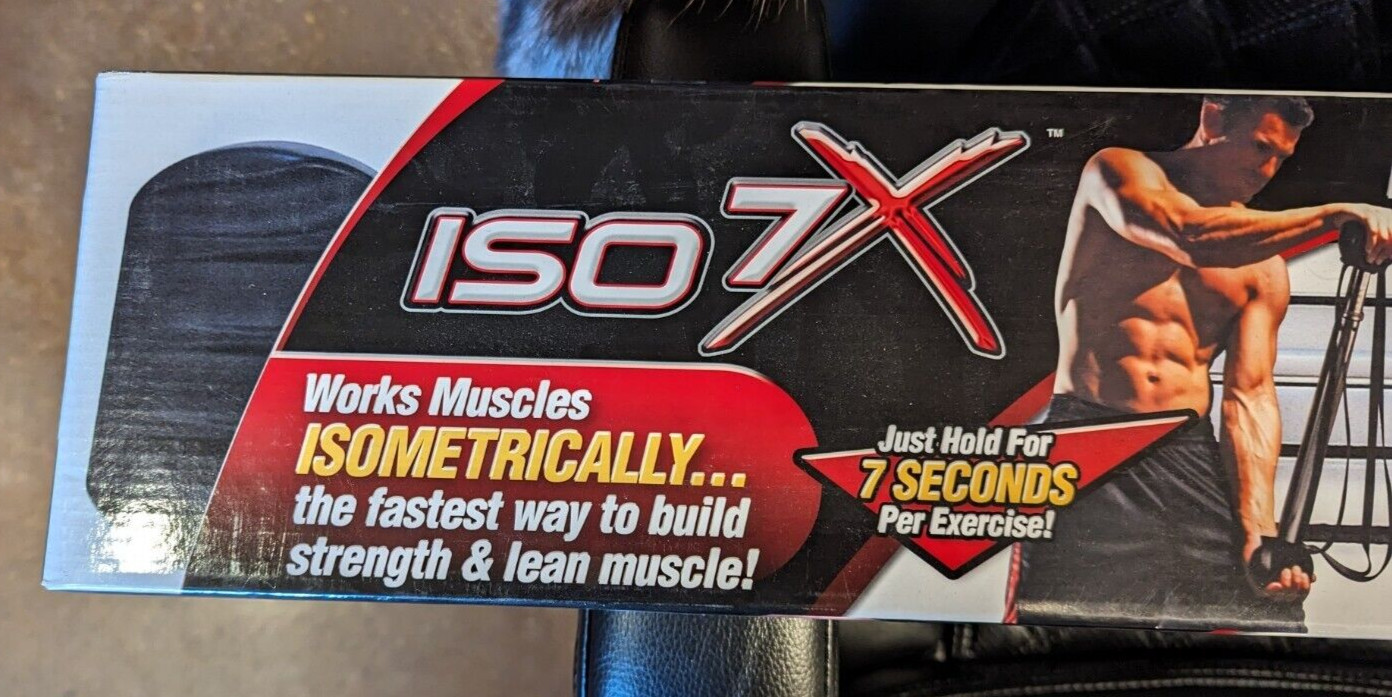 ISO 7X ™
Works Muscles
ISOMETRICALLY...
the fastest way to build
strength & lean muscle!
Just Hold For
7 SECONDS
Per Exercise!